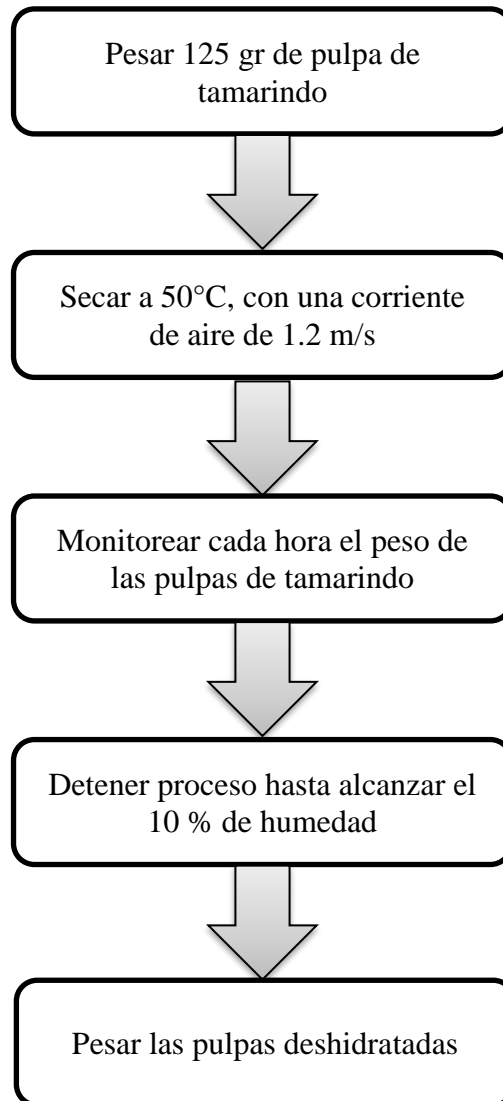 Pesar 125 gr de pulpa de
tamarindo
Secar a 50°C, con una corriente
de aire de 1.2 m/s
Monitorear cada hora el peso de
las pulpas de tamarindo
Detener proceso hasta alcanzar el
10 % de humedad
Pesar las pulpas deshidratadas